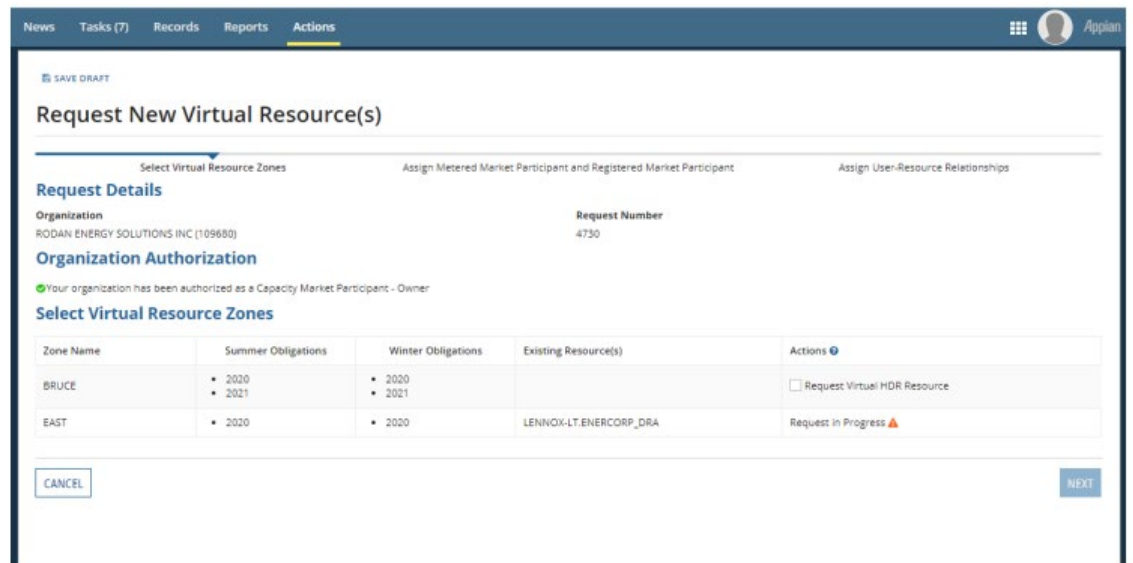 News Tasks (7) Records Reports Actions Appian
SAVE DRAFT
Request New Virtual Resource(s)
Select Virtual Resource Zones Assign Metered Market Participant and Registered Market Participant Assign User-Resource Relationships
Request Details
Organization Request Number
RODAN ENERGY SOLUTIONS INC (109680) 4730
Organization Authorization
Your organization has been authorized as a Capacity Market Participant - Owner
Select Virtual Resource Zones
Zone Name Summer Obligations Winter Obligations Existing Resource(s) Actions
BRUCE • 2020 • 2020 Request Virtual HDR Resource
• 2021 • 2021
EAST • 2020 • 2020 LENNOX-LT.ENERCORP_DRA Request in Progress
CANCEL NEXT